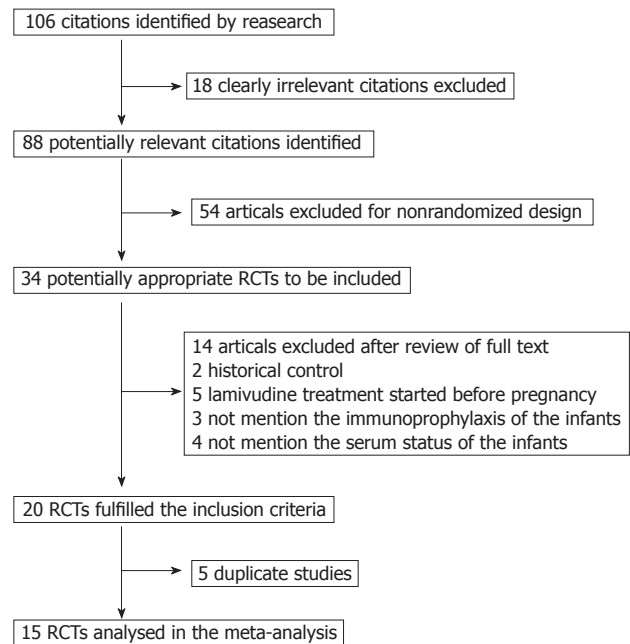 106 citations identified by reasearch
18 clearly irrelevant citations excluded
88 potentially relevant citations identified
54 articals excluded for nonrandomized design
34 potentially appropriate RCTs to be included
14 articals excluded after review of full text
2 historical control
5 lamivudine treatment started before pregnancy
3 not mention the immunoprophylaxis of the infants
4 not mention the serum status of the infants
20 RCTs fulfilled the inclusion criteria
5 duplicate studies
15 RCTs analysed in the meta-analysis